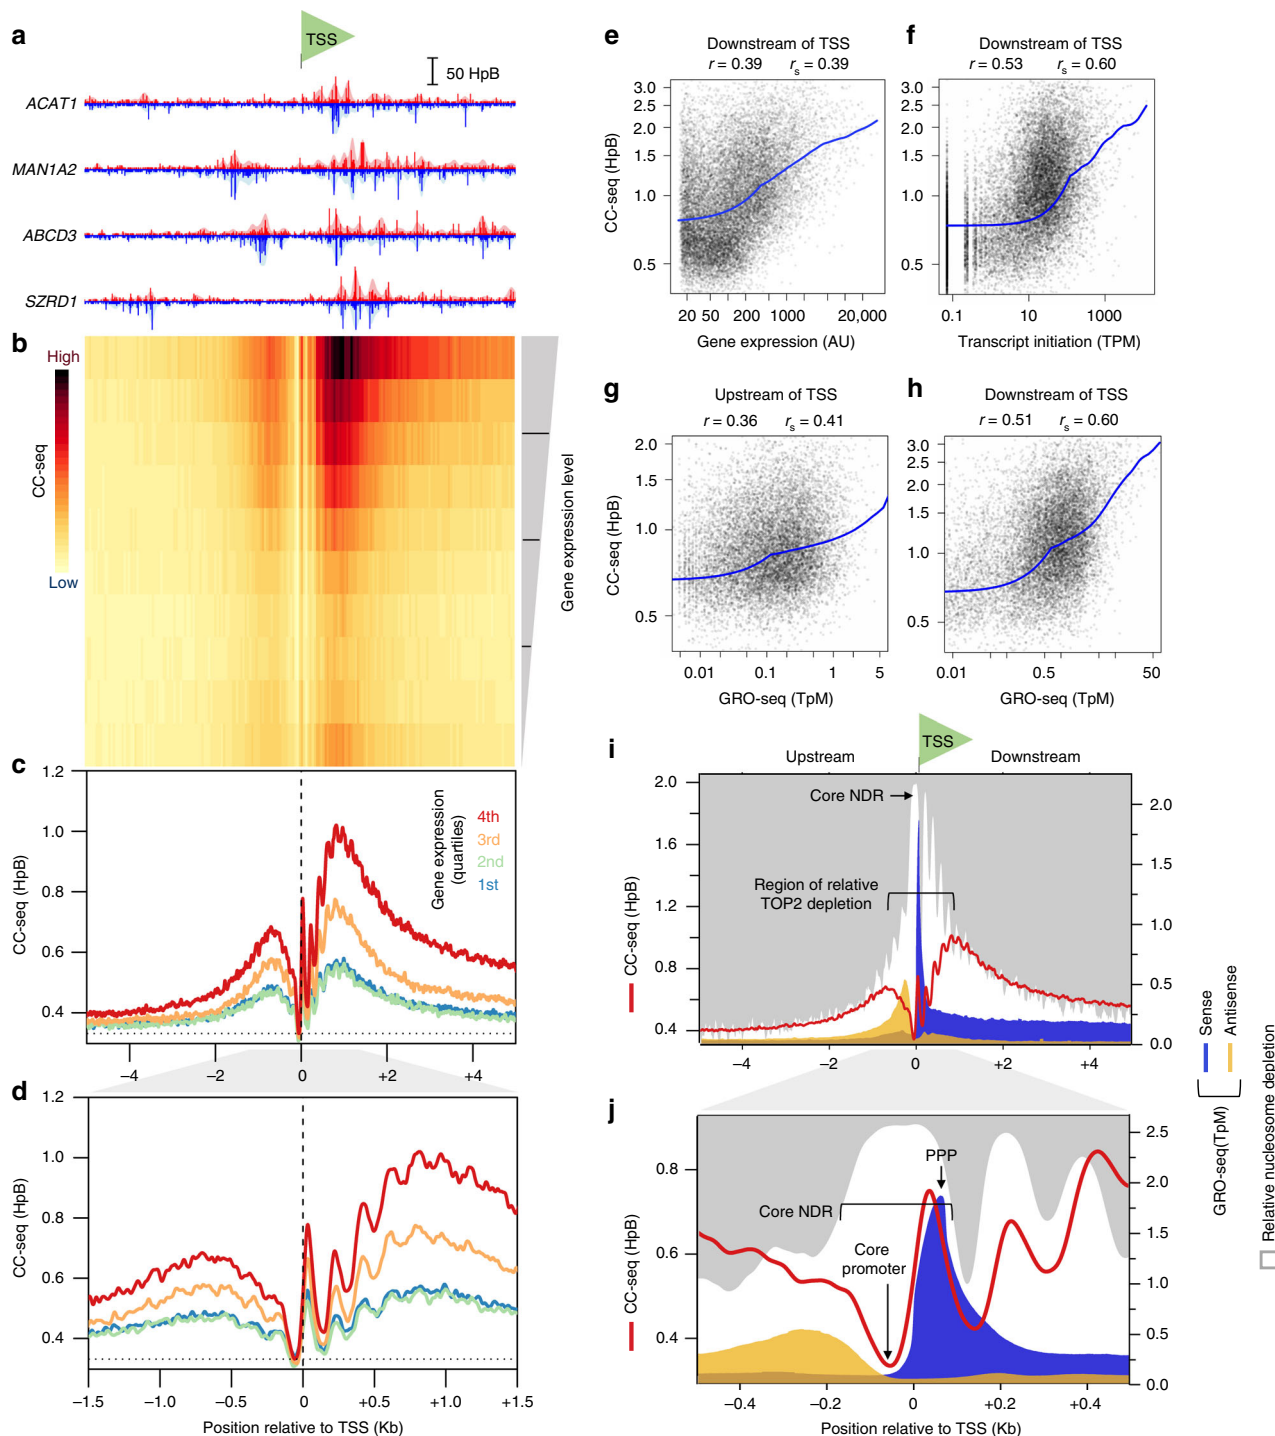 a
TSS
50 HpB
ACAT1
MAN1A2
ABCD3
SZRD1
b
High
CC-seq
Low
Gene expression level
c
1.2
1.0
0.8
0.6
0.4
CC-seq (HpB)
Gene expression
(quartiles)
4th
3rd
2nd
1st
−4
−2
0
+2
+4
d
1.2
1.0
0.8
0.6
0.4
CC-seq (HpB)
−1.5
−1.0
−0.5
0
+0.5
+1.0
+1.5
Position relative to TSS (Kb)
e
Downstream of TSS
r = 0.39 rs = 0.39
3.0
2.5
2.0
1.5
1.0
0.5
CC-seq (HpB)
20 50 200 1000 20,000
Gene expression (AU)
f
Downstream of TSS
r = 0.53 rs = 0.60
3.0
2.5
2.0
1.5
1.0
0.5
0.1 10 1000
Transcript initiation (TPM)
g
Upstream of TSS
r = 0.36 rs = 0.41
2.0
1.5
1.0
0.5
CC-seq (HpB)
0.01 0.1 1 5
GRO-seq (TpM)
h
Downstream of TSS
r = 0.51 rs = 0.60
3.0
2.5
2.0
1.5
1.0
0.5
0.01 0.5 50
GRO-seq (TpM)
i
TSS
Upstream
Downstream
Core NDR
Region of relative
TOP2 depletion
2.0
1.6
1.2
0.8
0.4
CC-seq (HpB)
2.0
1.5
1.0
0.5
0.0
−4
−2
0
+2
+4
j
PPP
Core NDR
Core
promoter
0.8
0.6
0.4
CC-seq (HpB)
2.5
2.0
1.5
1.0
0.5
0.0
−0.4
−0.2
0
+0.2
+0.4
Position relative to TSS (Kb)
Sense
Antisense
GRO-seq(TpM)
Relative nucleosome depletion